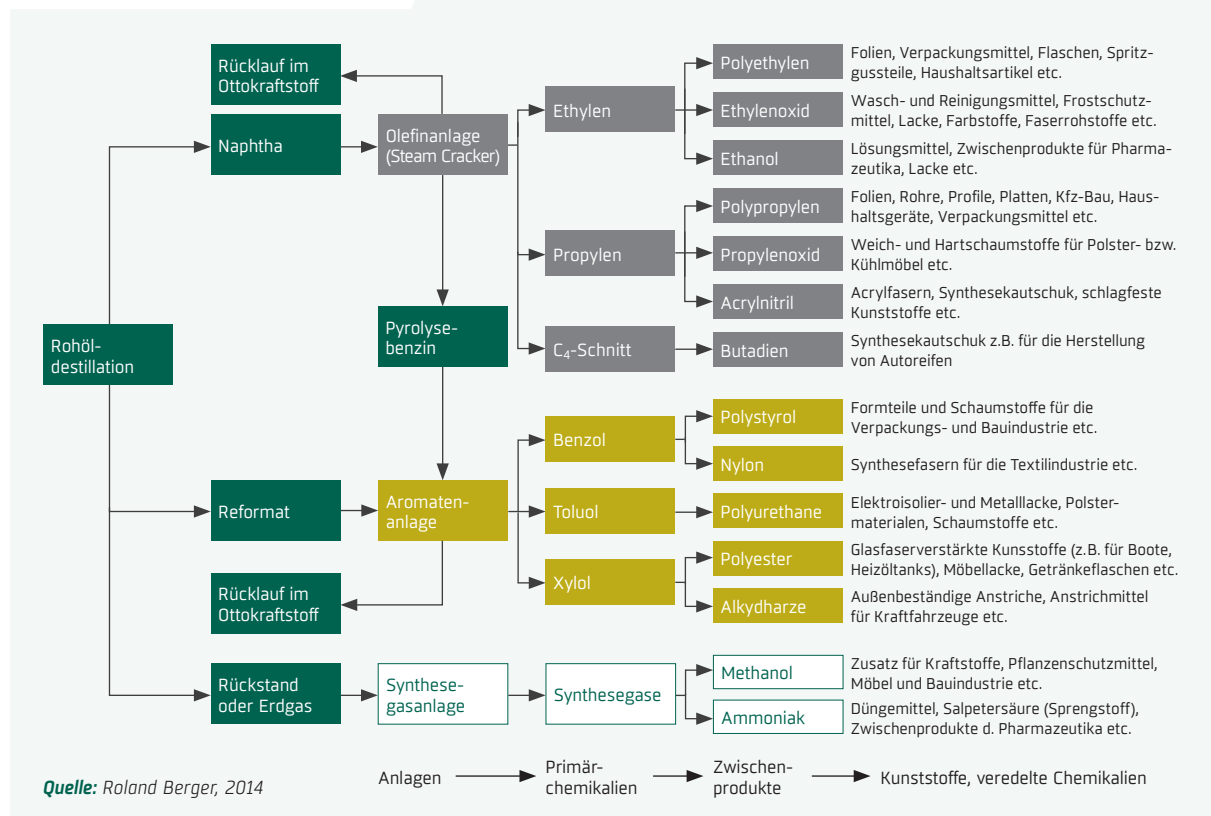 Rücklauf im
Ottokraftstoff
Naphtha
Olefinanlage
(Steam Cracker)
Ethylen
Polyethylen
Folien, Verpackungsmittel, Flaschen, Spritz-
gussteile, Haushaltsartikel etc.
Ethylenoxid
Wasch- und Reinigungsmittel, Frostschutz-
mittel, Lacke, Farbstoffe, Faserrohstoffe etc.
Ethanol
Lösungsmittel, Zwischenprodukte für Pharma-
zeutika, Lacke etc.
Propylen
Polypropylen
Folien, Rohre, Profile, Platten, Kfz-Bau, Haus-
haltsgeräte, Verpackungsmittel etc.
Propylenoxid
Weich- und Hartschaumstoffe für Polster- bzw.
Kühlmöbel etc.
Acrylnitril
Acrylfasern, Synthesekautschuk, schlagfeste
Kunststoffe etc.
Rohöl-
destillation
Pyrolyse-
benzin
C₄-Schnitt
Butadien
Synthesekautschuk z.B. für die Herstellung
von Autoreifen
Benzol
Polystyrol
Formteile und Schaumstoffe für die
Verpackungs- und Bauindustrie etc.
Nylon
Synthesefasern für die Textilindustrie etc.
Reformat
Aromaten-
anlage
Toluol
Polyurethane
Elektroisolier- und Metalllacke, Polster-
materialen, Schaumstoffe etc.
Xylol
Polyester
Glasfaserverstärkte Kunsstoffe (z.B. für Boote,
Heizöltanks), Möbellacke, Getränkeflaschen etc.
Rücklauf im
Ottokraftstoff
Alkydharze
Außenbeständige Anstriche, Anstrichmittel
für Kraftfahrzeuge etc.
Rückstand
oder Erdgas
Synthese-
gasanlage
Synthesegase
Methanol
Zusatz für Kraftstoffe, Pflanzenschutzmittel,
Möbel und Bauindustrie etc.
Ammoniak
Düngemittel, Salpetersäure (Sprengstoff),
Zwischenprodukte d. Pharmazeutika etc.
Quelle: Roland Berger, 2014
Anlagen
Primär-
chemikalien
Zwischen-
produkte
Kunststoffe, veredelte Chemikalien